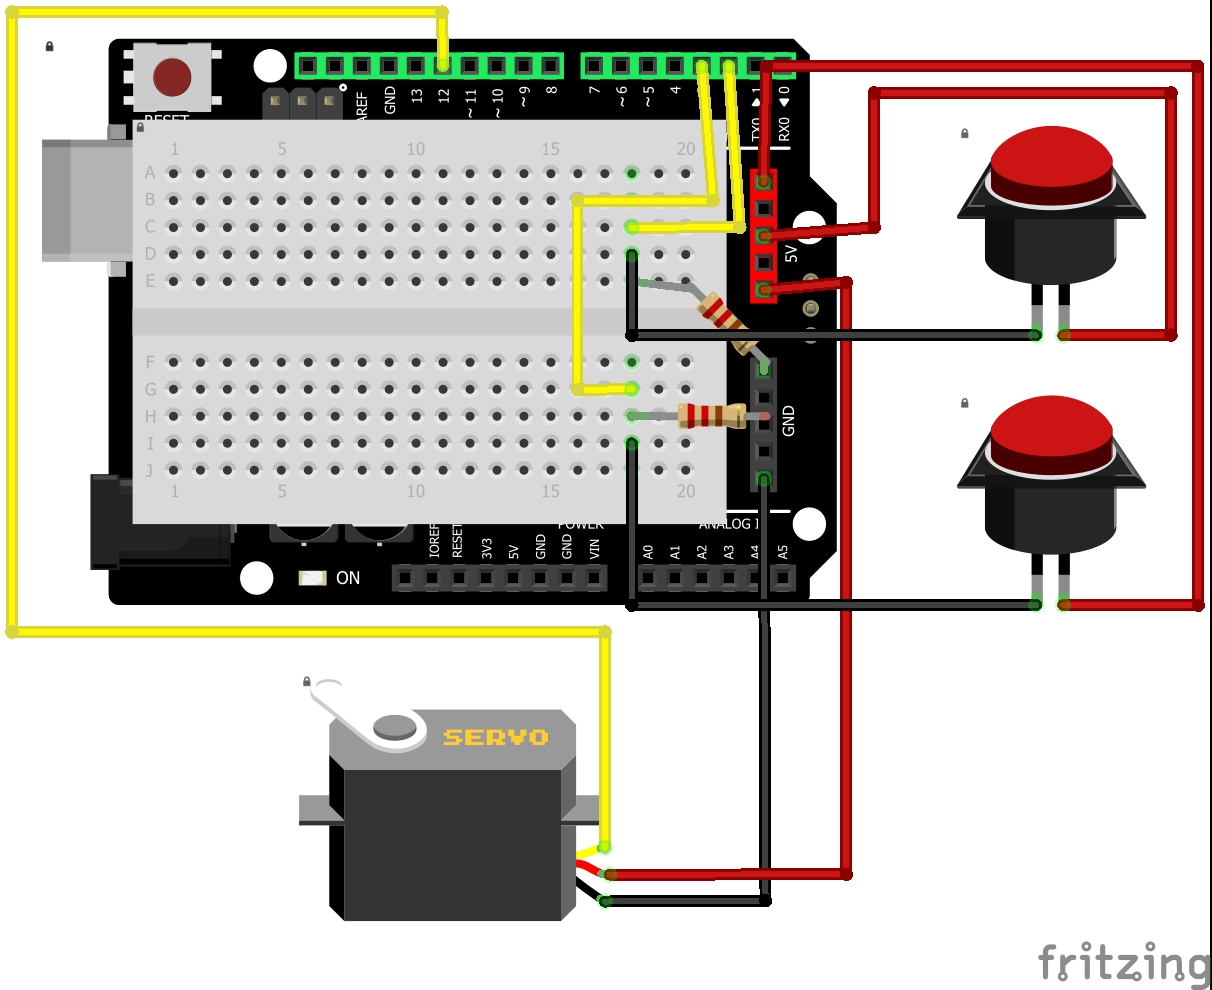 RESET
AREF
GND
13
12
~11
~10
~9
8
7
~6
~5
4
TX0 ▶ 1
RX0 ◀ 0
1 5 10 15 20
A
B
C
D
E
F
G
H
I
J
1 5 10 15 20
5V
GND
POWER
ANALOG I
IOREF
RESET
3V3
5V
GND
GND
VIN
A0
A1
A2
A3
A4
A5
ON
SERVO
fritzing